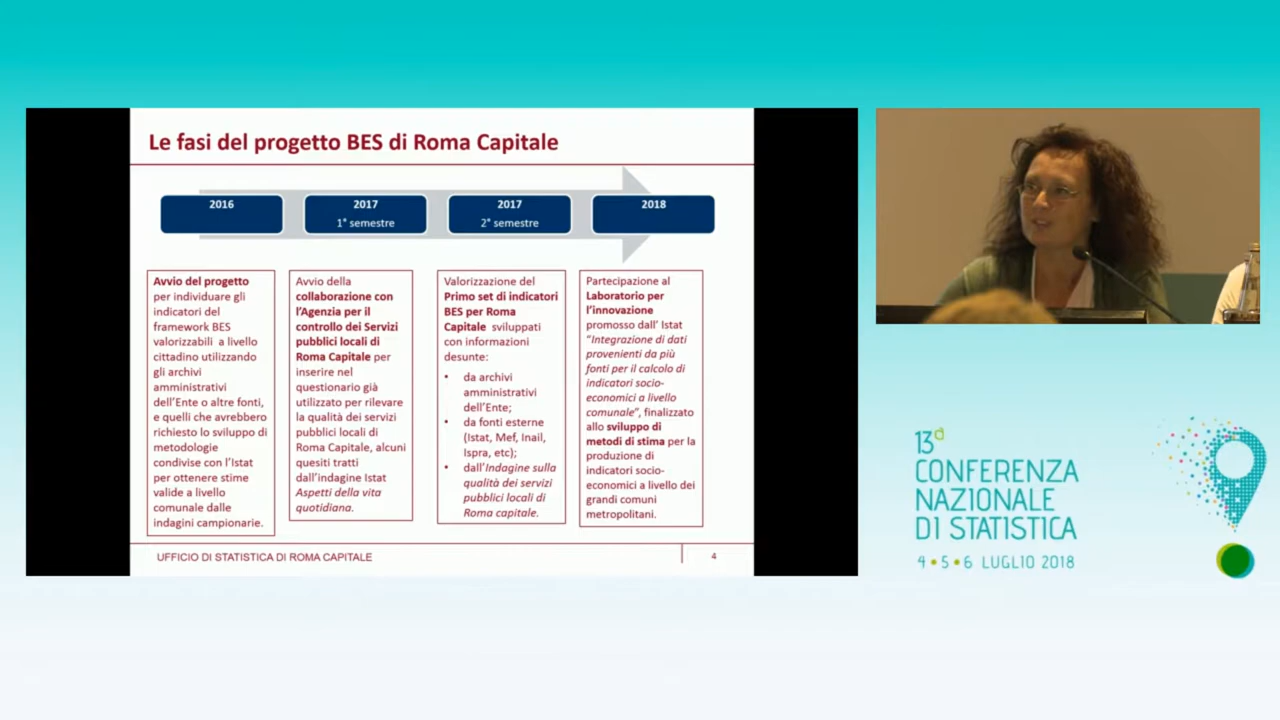 Le fasi del progetto BES di Roma Capitale
2016
2017
1° semestre
2017
2° semestre
2018
Avvio del progetto
per individuare gli
indicatori del
framework BES
valorizzabili a livello
cittadino utilizzando
gli archivi
amministrativi
dell'Ente o altre fonti,
e quelli che avrebbero
richiesto lo sviluppo di
metodologie
condivise con l'Istat
per ottenere stime
valide a livello
comunale dalle
indagini campionarie.
Avvio della
collaborazione con
l'Agenzia per il
controllo dei Servizi
pubblici locali di
Roma Capitale per
inserire nel
questionario già
utilizzato per rilevare
la qualità dei servizi
pubblici locali di
Roma Capitale, alcuni
quesiti tratti
dall'indagine Istat
Aspetti della vita
quotidiana.
Valorizzazione del
Primo set di indicatori
BES per Roma
Capitale sviluppati
con informazioni
desunte:
• da archivi
amministrativi
dell'Ente;
• da fonti esterne
(Istat, Mef, Inail,
Ispra, etc);
• dall'Indagine sulla
qualità dei servizi
pubblici locali di
Roma capitale.
Partecipazione al
Laboratorio per
l'innovazione
promosso dall' Istat
"Integrazione di dati
provenienti da più
fonti per il calcolo di
indicatori socio-
economici a livello
comunale", finalizzato
allo sviluppo di
metodi di stima per la
produzione di
indicatori socio-
economici a livello dei
grandi comuni
metropolitani.
UFFICIO DI STATISTICA DI ROMA CAPITALE
4
13a
CONFERENZA
NAZIONALE
DI STATISTICA
4 • 5 • 6 LUGLIO 2018